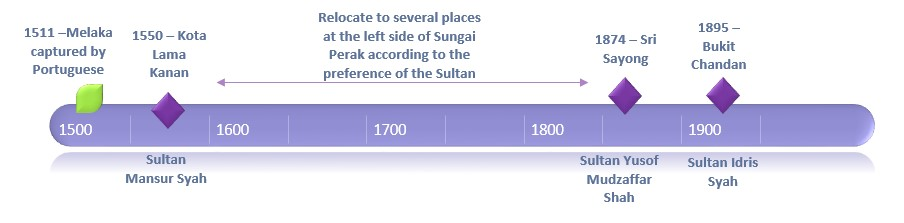 1511 –Melaka
captured by
Portuguese
1550 – Kota
Lama
Kanan
Relocate to several places
at the left side of Sungai
Perak according to the
preference of the Sultan
1874 – Sri
Sayong
1895 –
Bukit
Chandan
1500
1600
1700
1800
1900
Sultan
Mansur Syah
Sultan Yusof
Mudzaffar
Shah
Sultan Idris
Syah